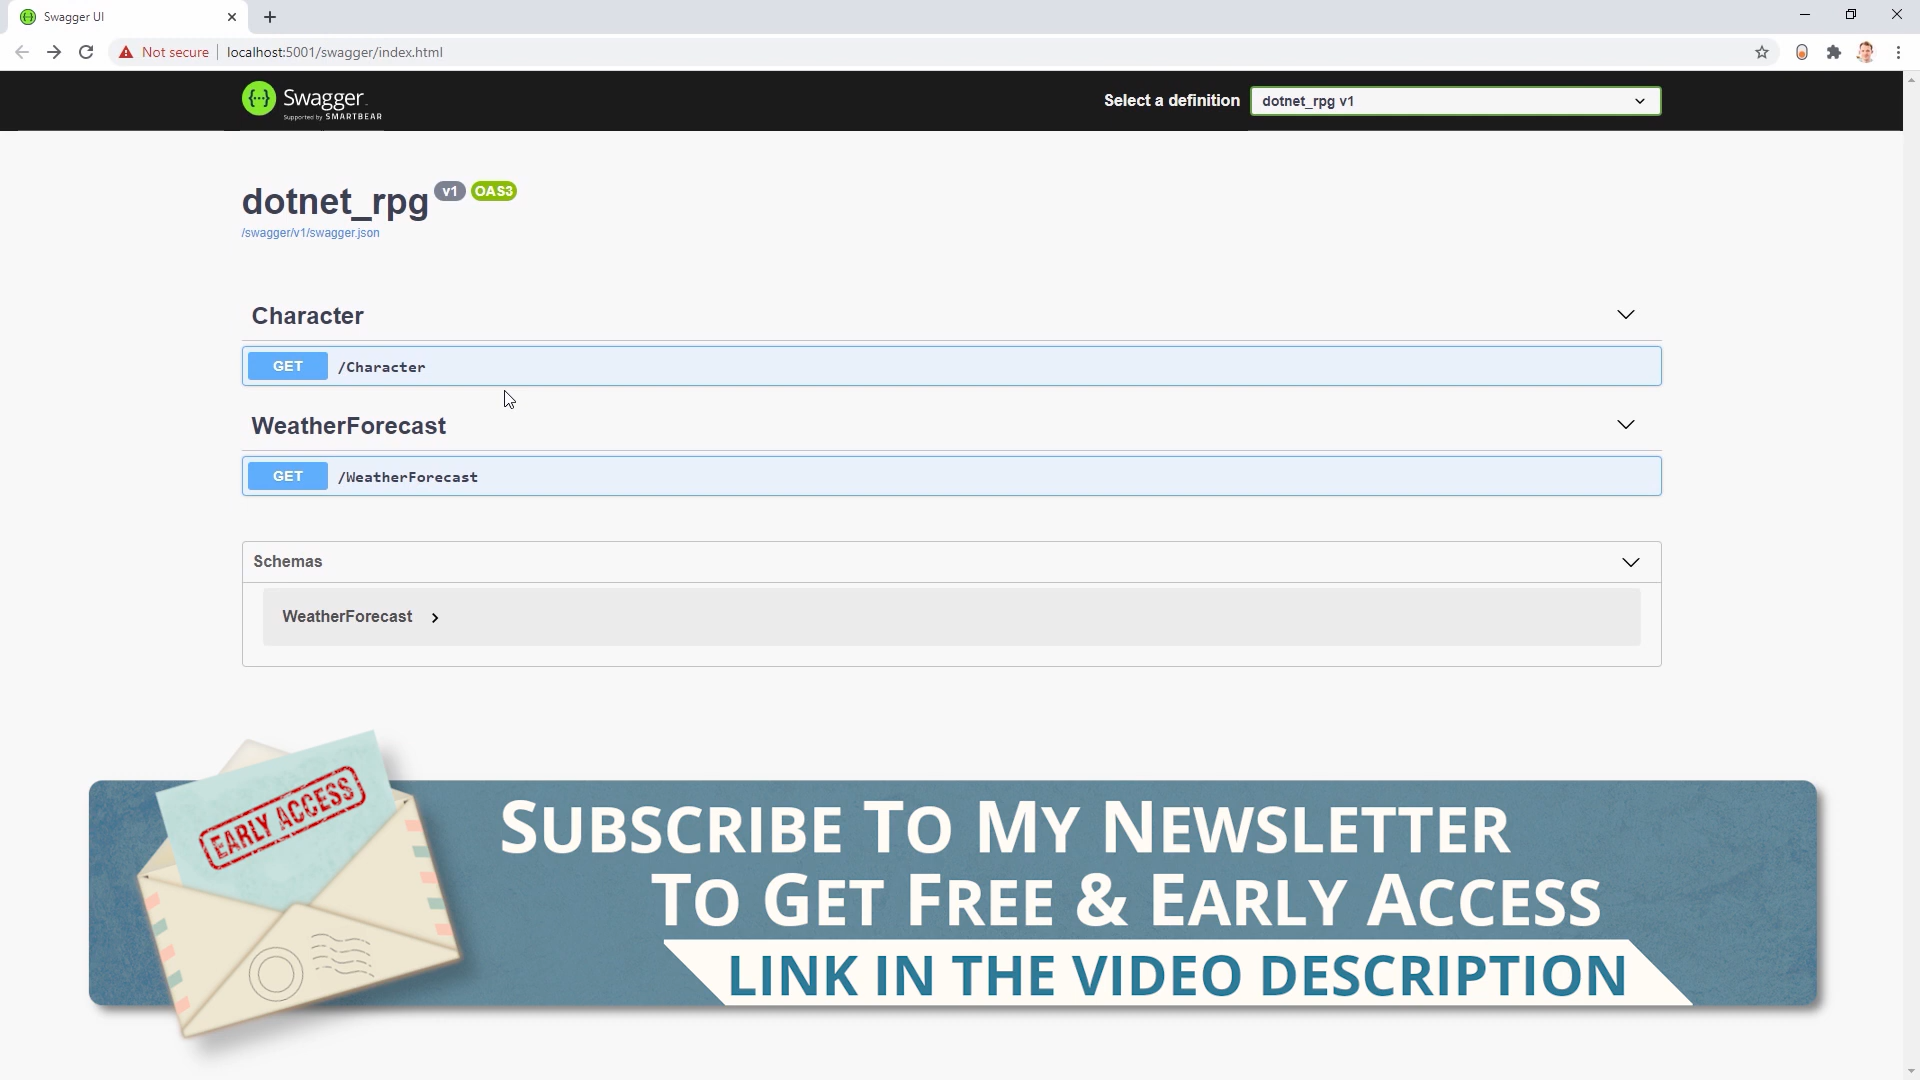 Swagger UI
Not secure
localhost:5001/swagger/index.html
Swagger
Supported by SMARTBEAR
Select a definition
dotnet_rpg v1
dotnet_rpg v1 OAS3
/swagger/v1/swagger.json
Character
GET /Character
WeatherForecast
GET /WeatherForecast
Schemas
WeatherForecast
EARLY ACCESS
SUBSCRIBE TO MY NEWSLETTER
TO GET FREE & EARLY ACCESS
LINK IN THE VIDEO DESCRIPTION